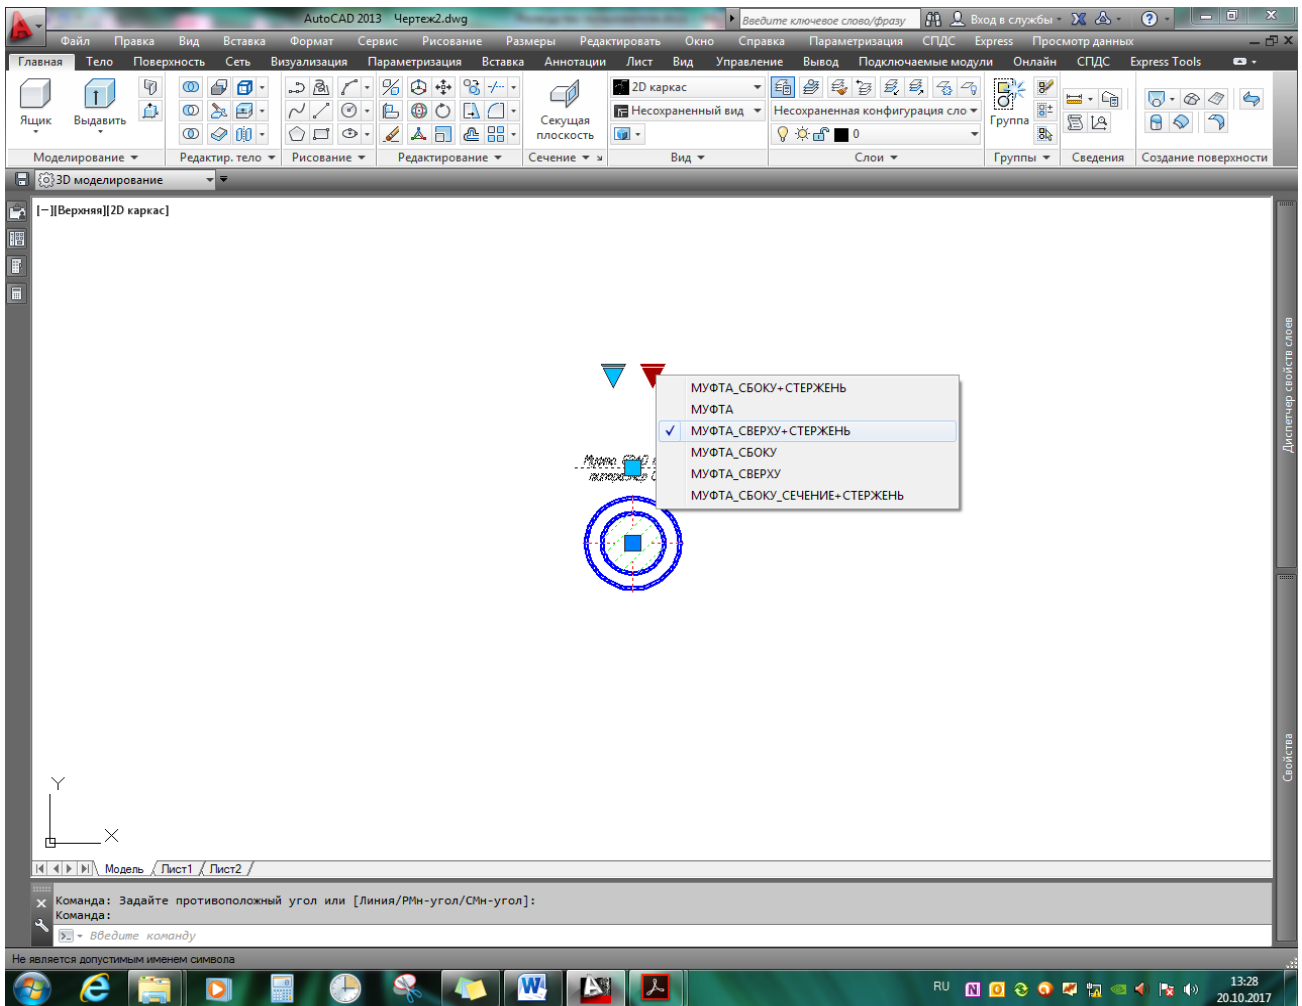 AutoCAD 2013 Чертеж2.dwg
Введите ключевое слово/фразу
Вход в службы
Файл Правка Вид Вставка Формат Сервис Рисование Размеры Редактировать Окно Справка Параметризация СПДС Express Просмотр данных
Главная Тело Поверхность Сеть Визуализация Параметризация Вставка Аннотации Лист Вид Управление Вывод Подключаемые модули Онлайн СПДС Express Tools
Ящик
Выдавить
Секущая
плоскость
2D каркас
Несохраненный вид
Несохраненная конфигурация сло
0
Группа
Моделирование Редактир. тело Рисование Редактирование Сечение Вид Слои Группы Сведения Создание поверхности
3D моделирование
[−][Верхняя][2D каркас]
Диспетчер свойств слоев
МУФТА_СБОКУ+СТЕРЖЕНЬ
МУФТА
МУФТА_СВЕРХУ+СТЕРЖЕНЬ
МУФТА_СБОКУ
МУФТА_СВЕРХУ
МУФТА_СБОКУ_СЕЧЕНИЕ+СТЕРЖЕНЬ
Муфта
Свойства
Y
X
Модель Лист1 Лист2
Команда: Задайте противоположный угол или [Линия/РМн-угол/СМн-угол]:
Команда:
Введите команду
Не является допустимым именем символа
RU
13:28
20.10.2017